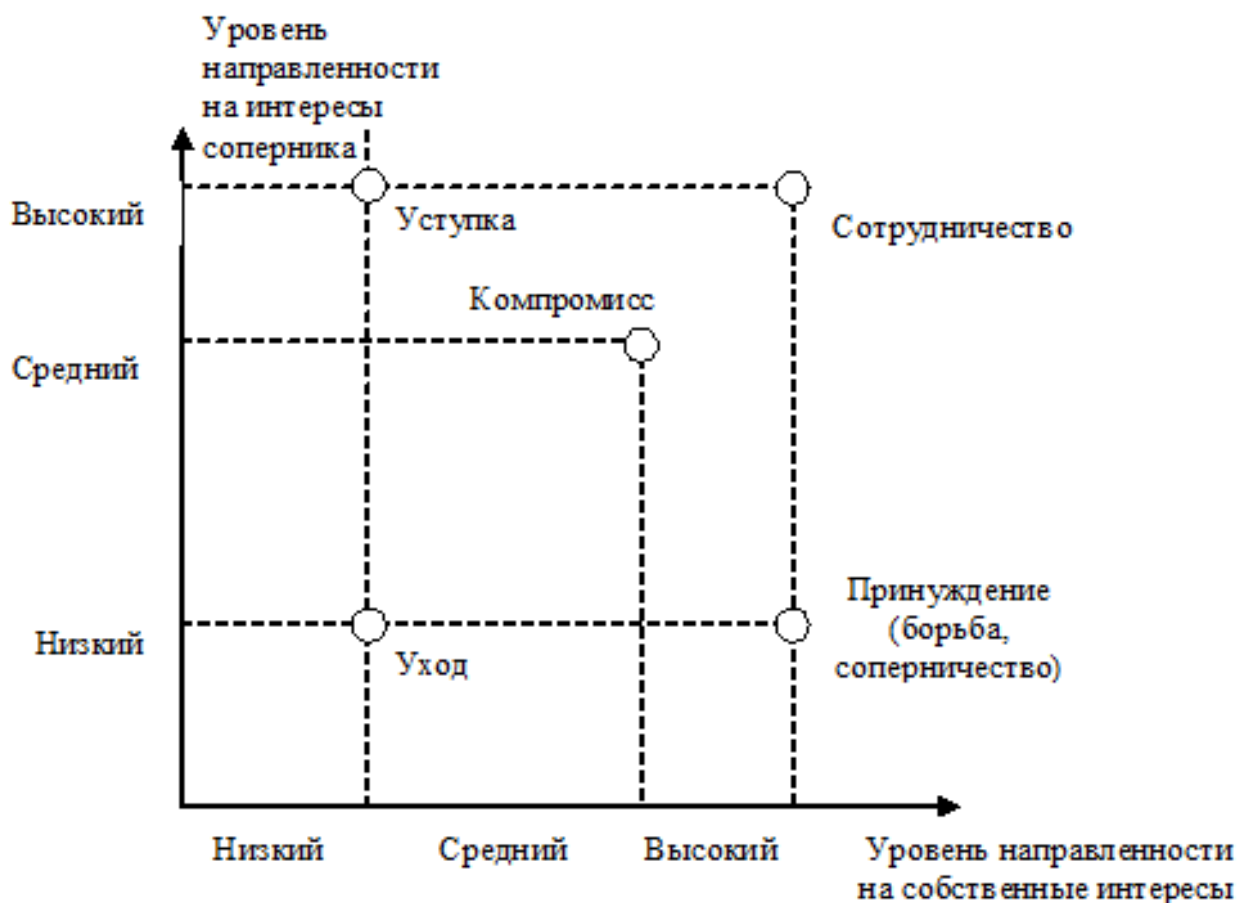 Уровень
направленности
на интересы
соперника
Высокий
Уступка
Сотрудничество
Компромисс
Средний
Принуждение
(борьба,
соперничество)
Низкий
Уход
Низкий
Средний
Высокий
Уровень направленности
на собственные интересы